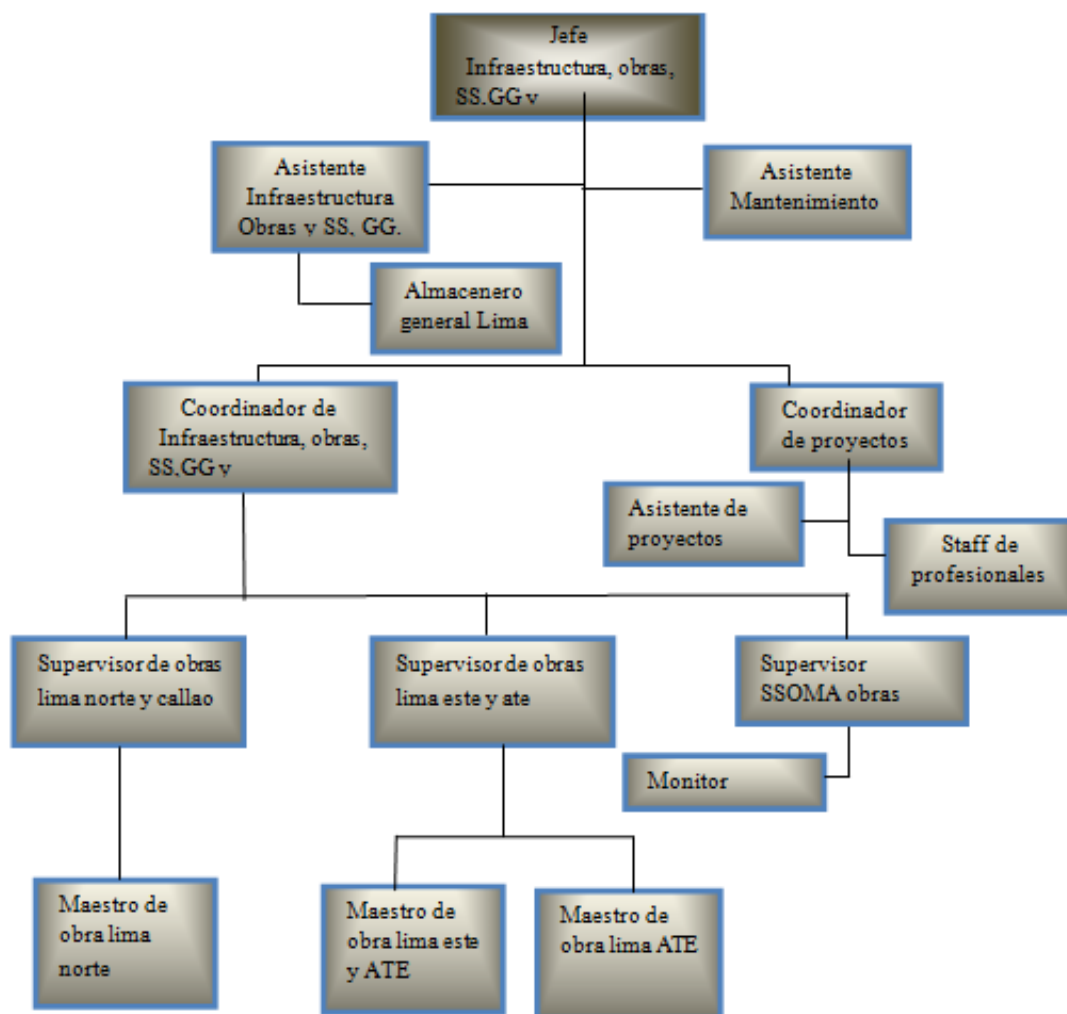 Jefe
Infraestructura, obras,
SS.GG y
Asistente
Infraestructura
Obras y SS. GG.
Asistente
Mantenimiento
Almacenero
general Lima
Coordinador de
Infraestructura, obras,
SS.GG y
Coordinador
de proyectos
Asistente de
proyectos
Staff de
profesionales
Supervisor de obras
lima norte y callao
Supervisor de obras
lima este y ate
Supervisor
SSOMA obras
Monitor
Maestro de
obra lima
norte
Maestro de
obra lima este
y ATE
Maestro de
obra lima ATE